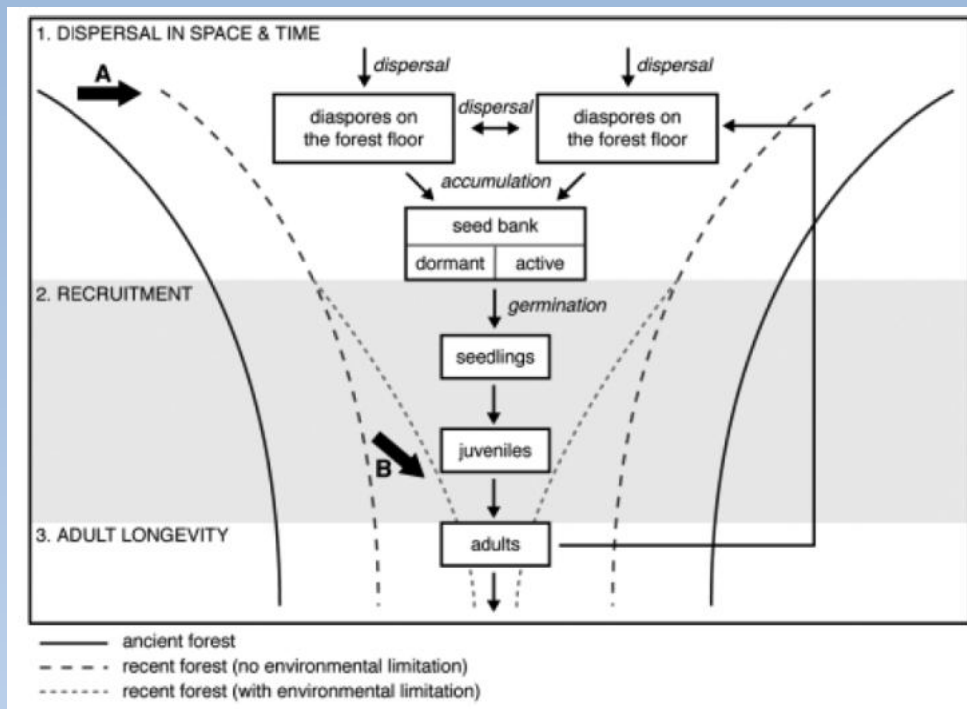 1. DISPERSAL IN SPACE & TIME
A
dispersal
dispersal
diaspores on
the forest floor
dispersal
diaspores on
the forest floor
accumulation
seed bank
dormant
active
2. RECRUITMENT
germination
seedlings
juveniles
B
3. ADULT LONGEVITY
adults
ancient forest
recent forest (no environmental limitation)
recent forest (with environmental limitation)